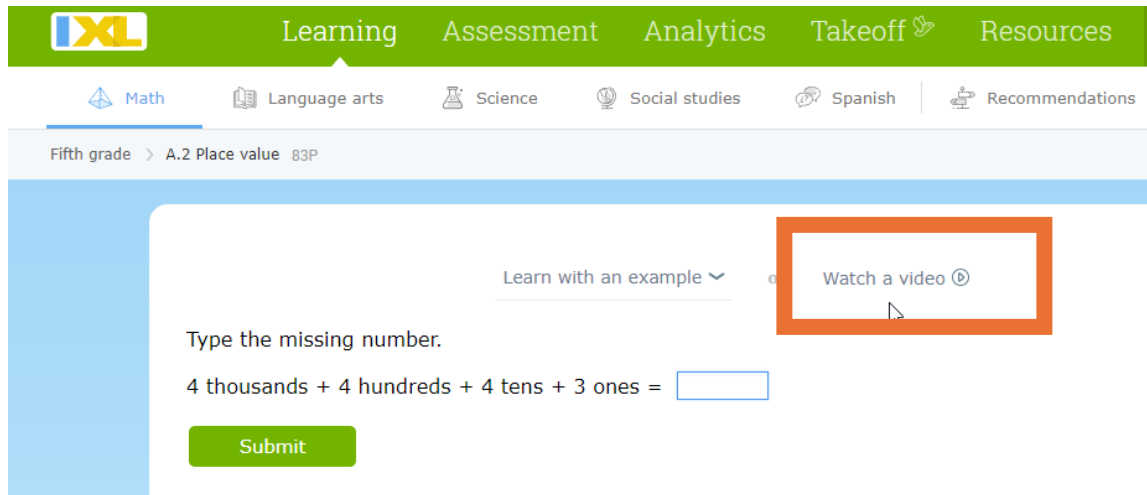 IXL Learning Assessment Analytics Takeoff Resources
Math Language arts Science Social studies Spanish Recommendations
Fifth grade > A.2 Place value 83P
Learn with an example Watch a video
Type the missing number.
4 thousands + 4 hundreds + 4 tens + 3 ones =
Submit